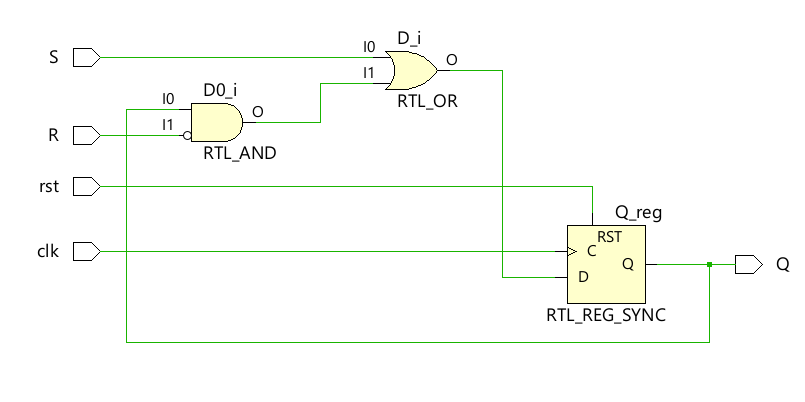 D_i
S
I0
O
I1
D0_i
RTL_OR
I0
O
R
I1
RTL_AND
rst
Q_reg
RST
clk
C
Q
Q
D
RTL_REG_SYNC